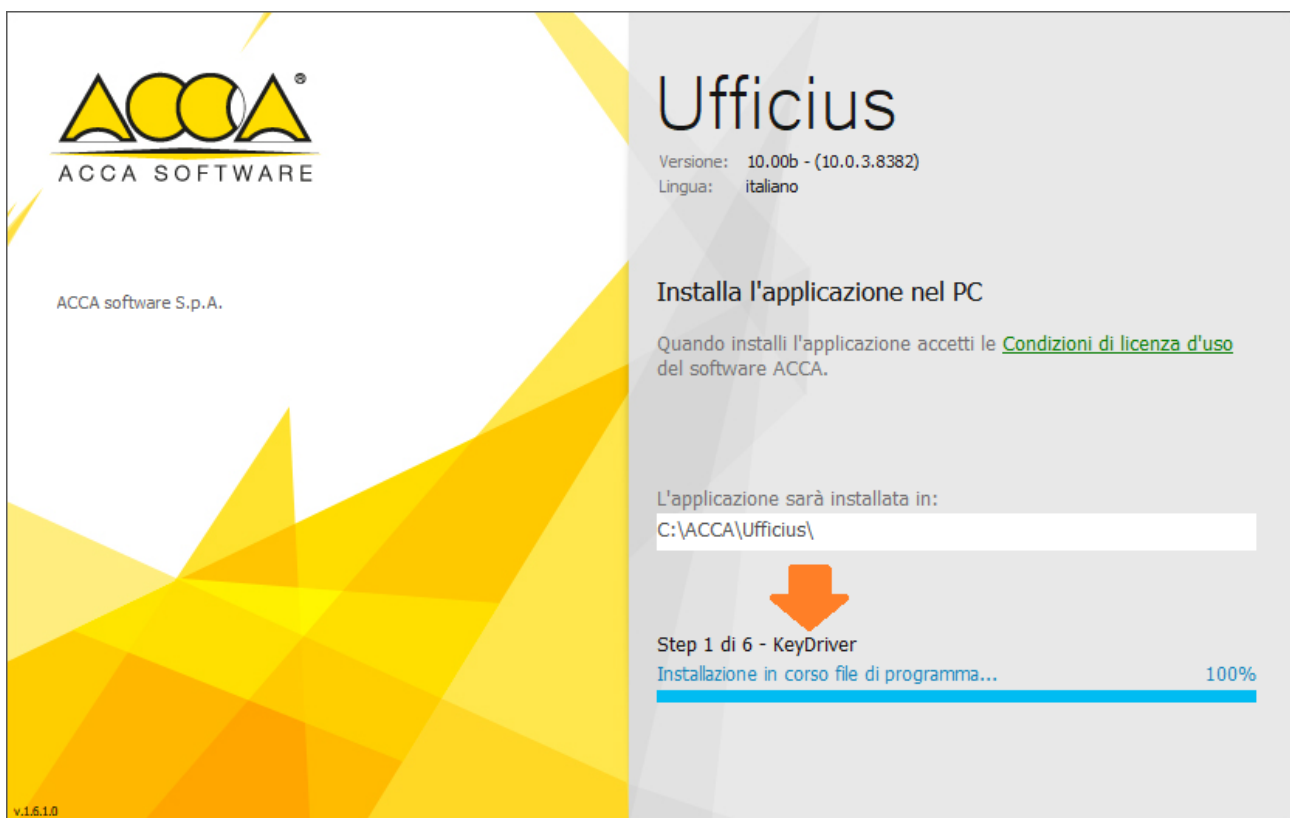 ACCA®
ACCA SOFTWARE
ACCA software S.p.A.
v.1.6.1.0
Ufficius
Versione: 10.00b - (10.0.3.8382)
Lingua: italiano
Installa l'applicazione nel PC
Quando installi l'applicazione accetti le Condizioni di licenza d'uso
del software ACCA.
L'applicazione sarà installata in:
C:\ACCA\Ufficius\
Step 1 di 6 - KeyDriver
Installazione in corso file di programma... 100%